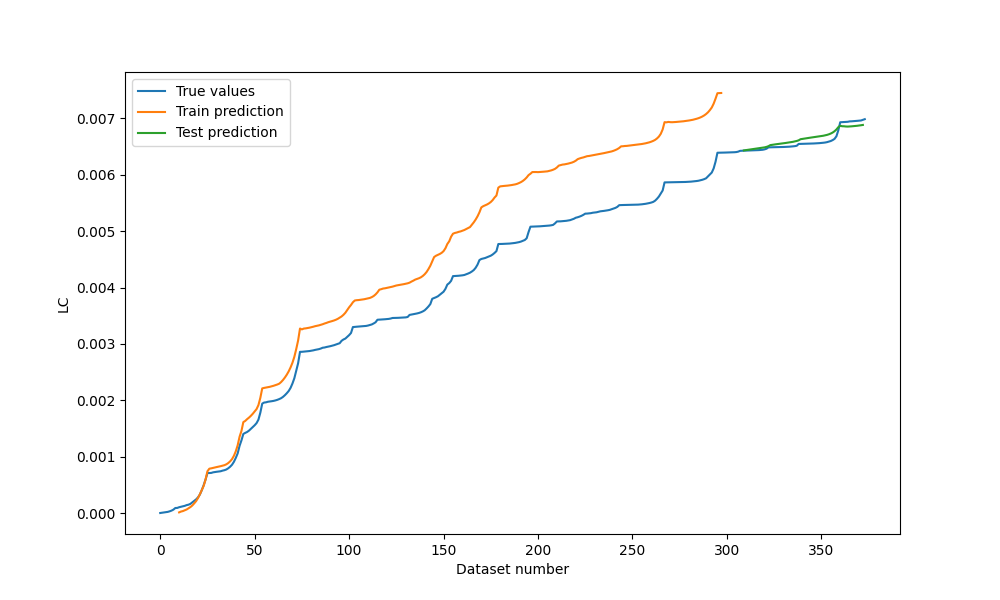 True values
Train prediction
Test prediction
0.007
0.006
0.005
0.004
0.003
0.002
0.001
0.000
LC
0 50 100 150 200 250 300 350
Dataset number